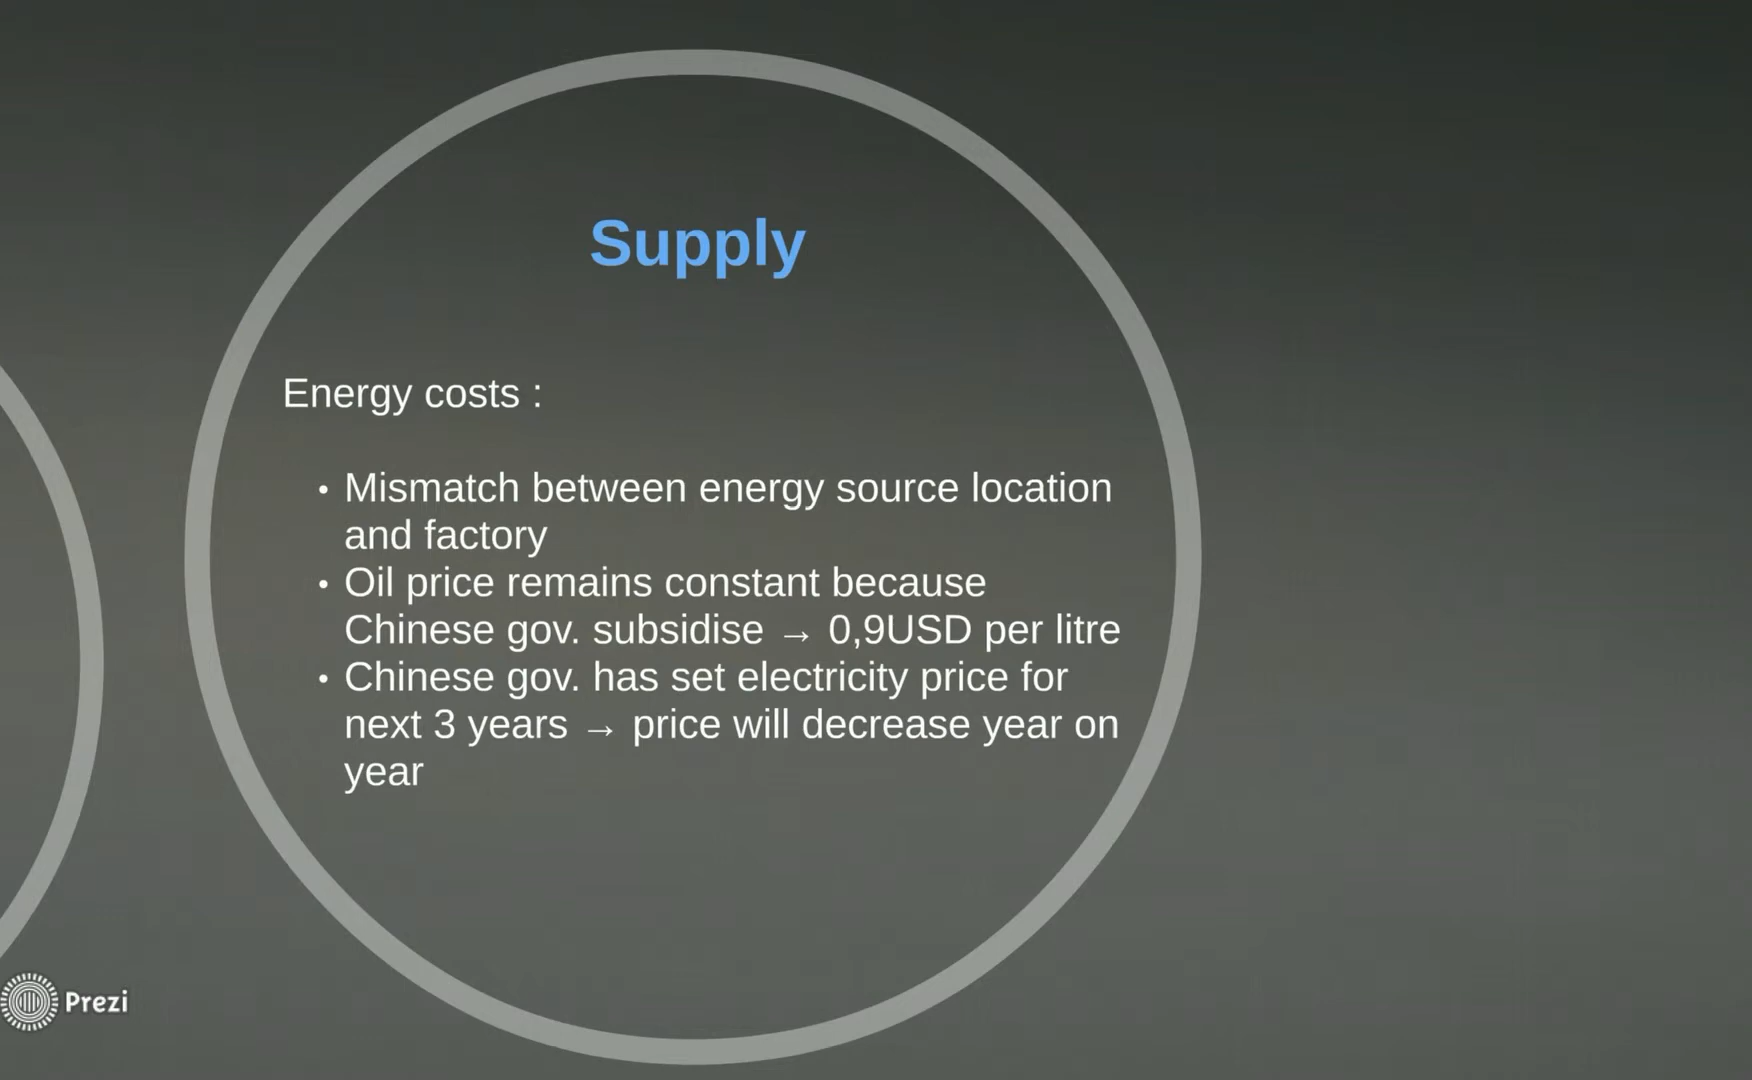 Supply
Energy costs :
• Mismatch between energy source location
and factory
• Oil price remains constant because
Chinese gov. subsidise → 0,9USD per litre
• Chinese gov. has set electricity price for
next 3 years → price will decrease year on
year
Prezi